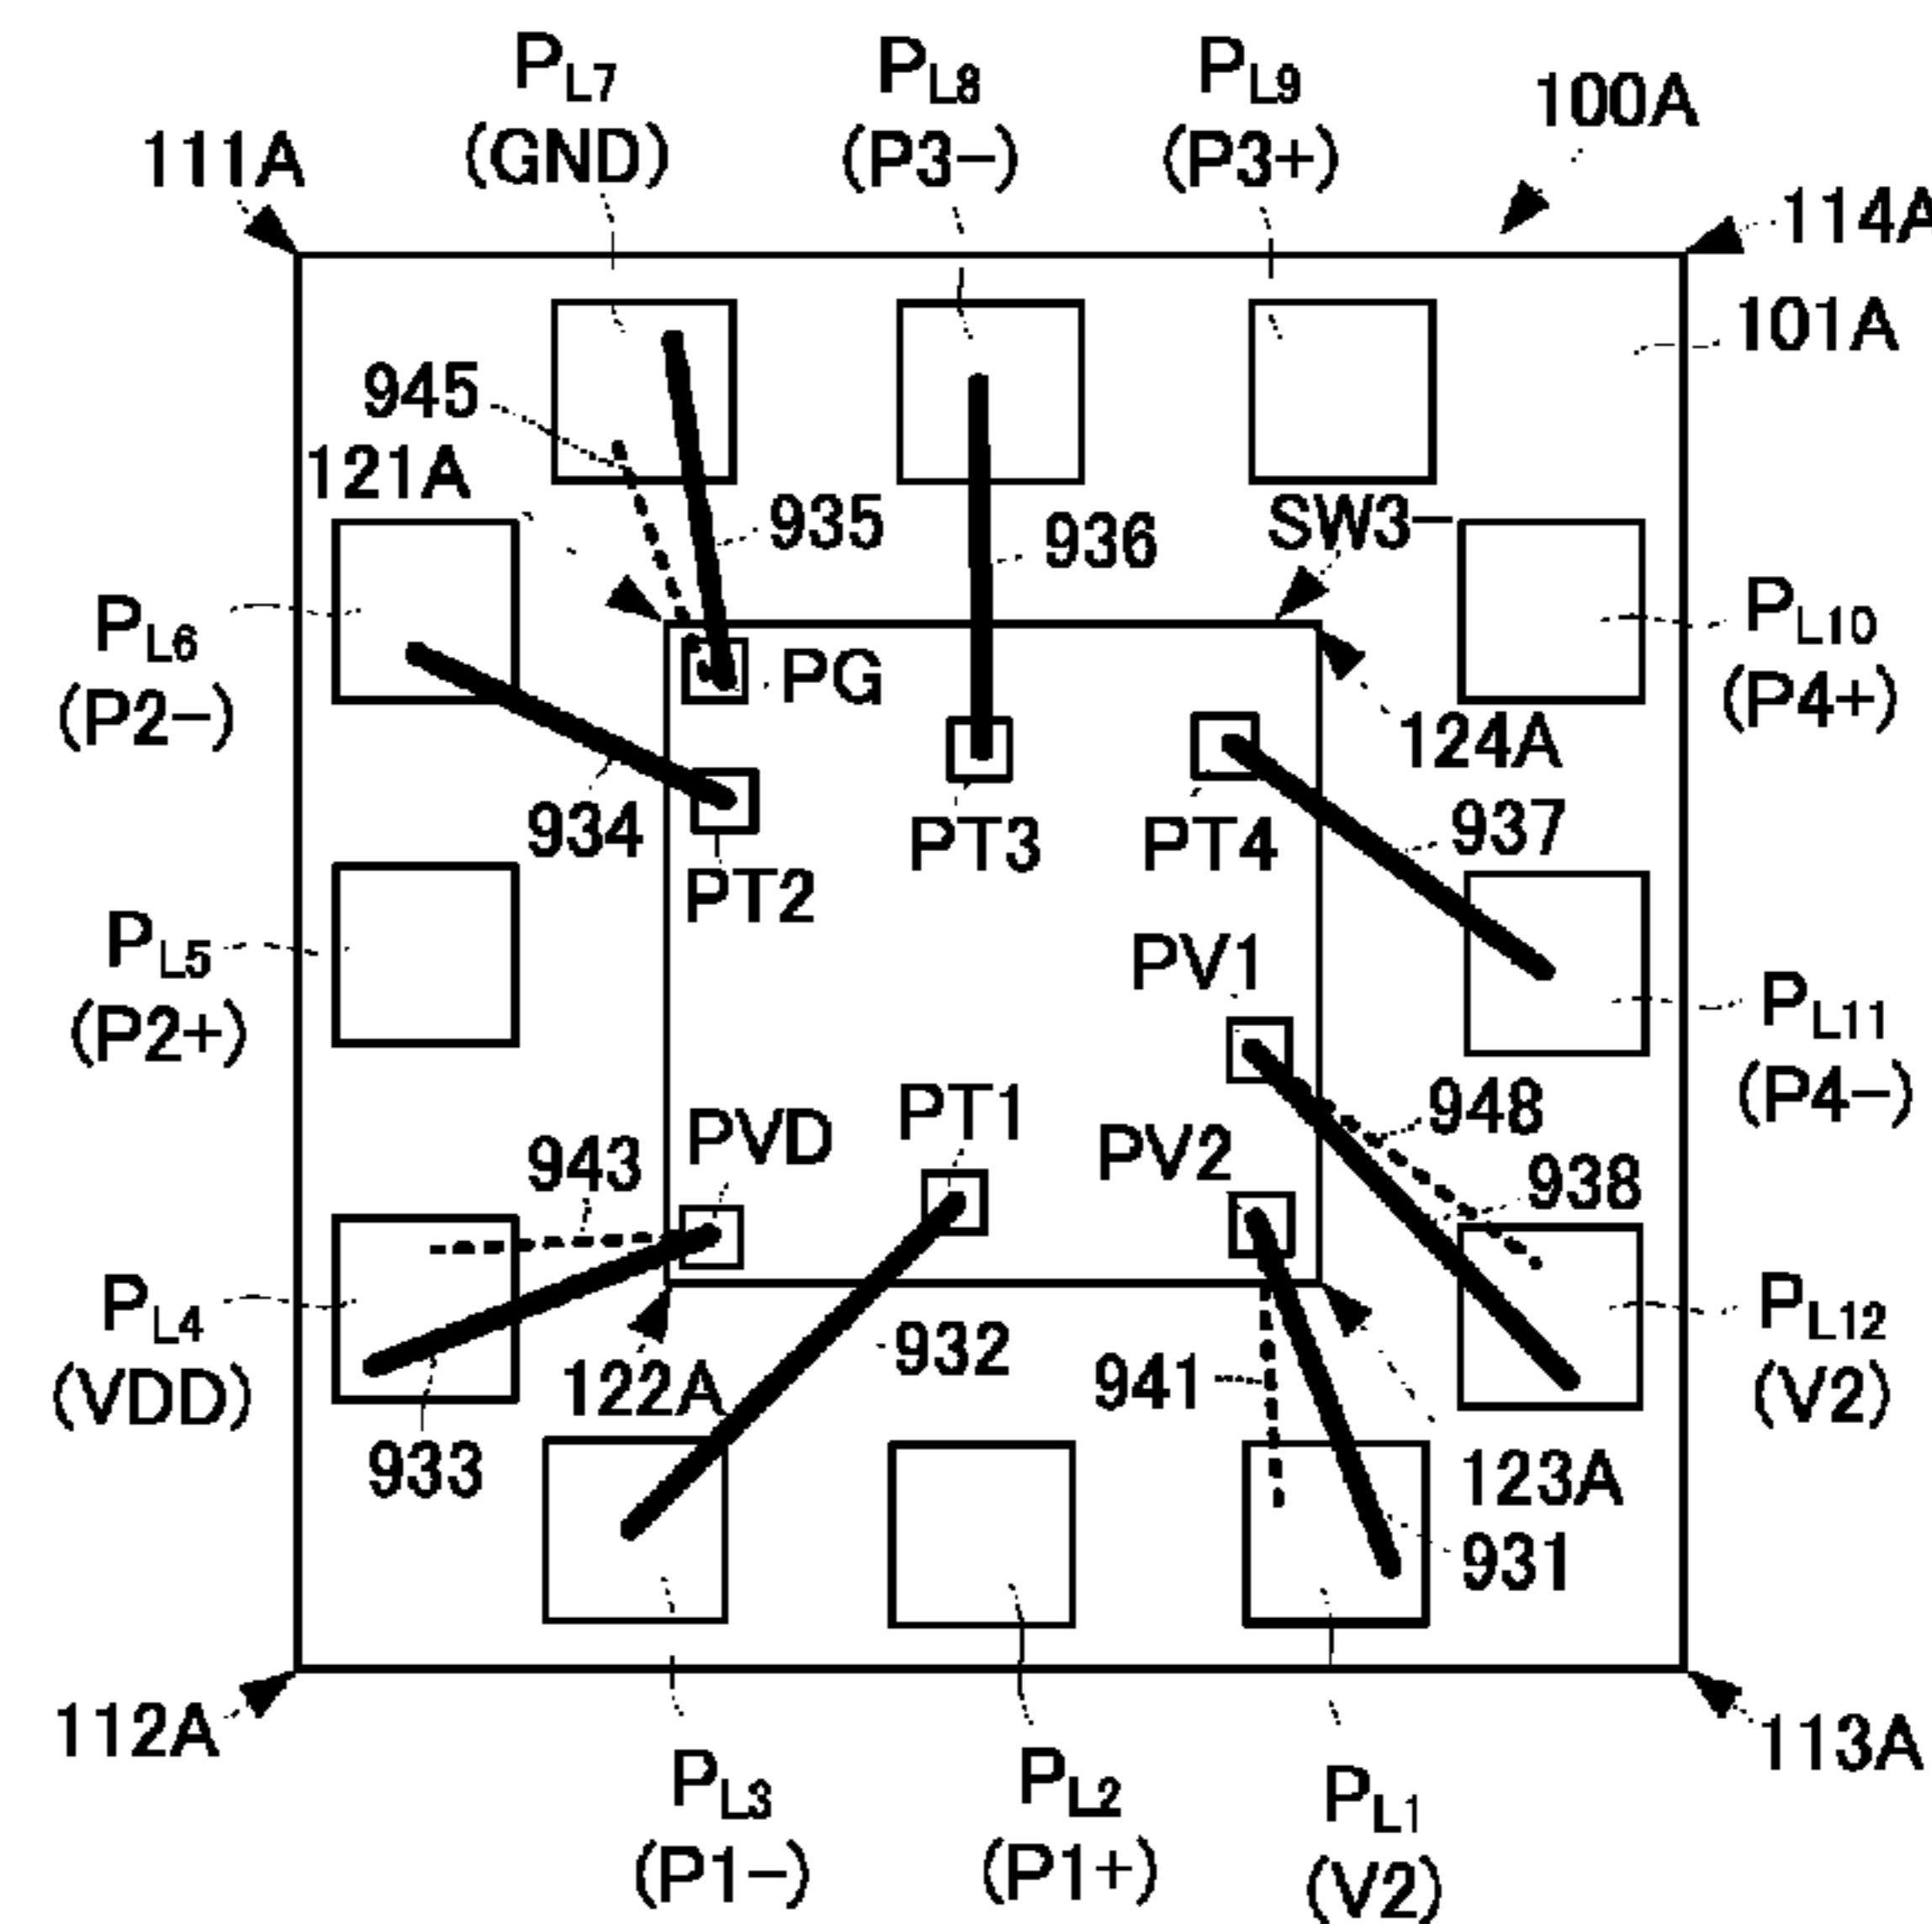 PL7
PL8
PL9
100A
111A
(GND)
(P3−)
(P3+)
114A
101A
945
121A
935
936
SW3
PL6
(P2−)
PG
PL10
(P4+)
124A
934
PT3
PT4
937
PT2
PL5
(P2+)
PV1
PL11
(P4−)
PT1
948
943
PVD
PV2
938
PL4
(VDD)
932
PL12
(V2)
122A
941
933
123A
931
112A
113A
PL3
(P1−)
PL2
(P1+)
PL1
(V2)